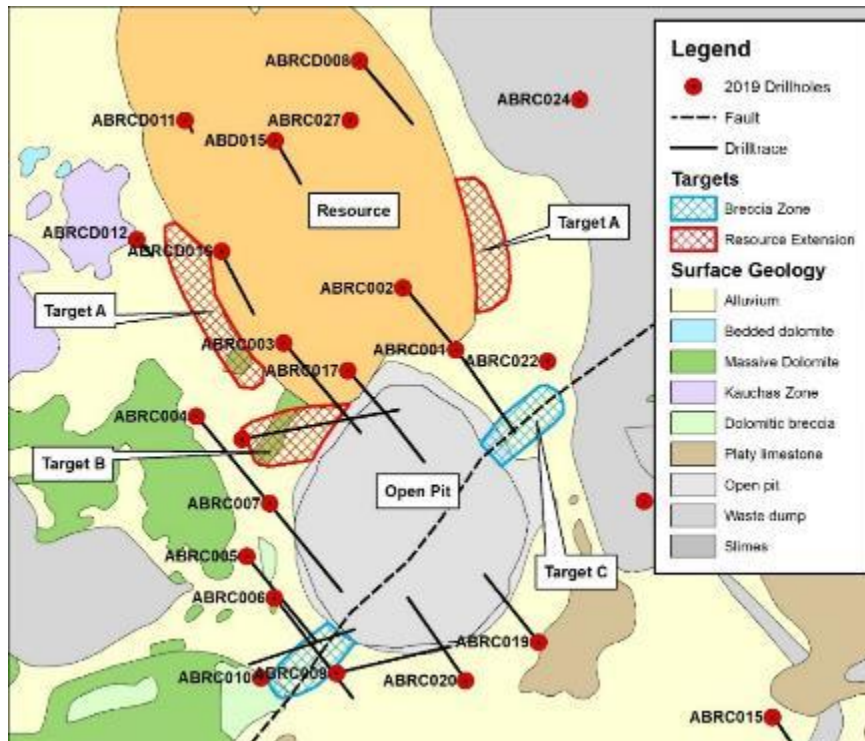 ABRCD008
ABRC024
ABRCD011
ABRC027
ABD015
Resource
Target A
ABRCD012
ABRCD016
ABRC002
Target A
ABRC003
ABRC001
ABRC022
ABRC017
ABRC004
Target B
Open Pit
ABRC007
ABRC005
Target C
ABRC006
ABRC019
ABRC010
ABRC009
ABRC020
ABRC015
Legend
2019 Drillholes
Fault
Drilltrace
Targets
Breccia Zone
Resource Extension
Surface Geology
Alluvium
Bedded dolomite
Massive Dolomite
Kauchas Zone
Dolomitic breccia
Platy limestone
Open pit
Waste dump
Slimes